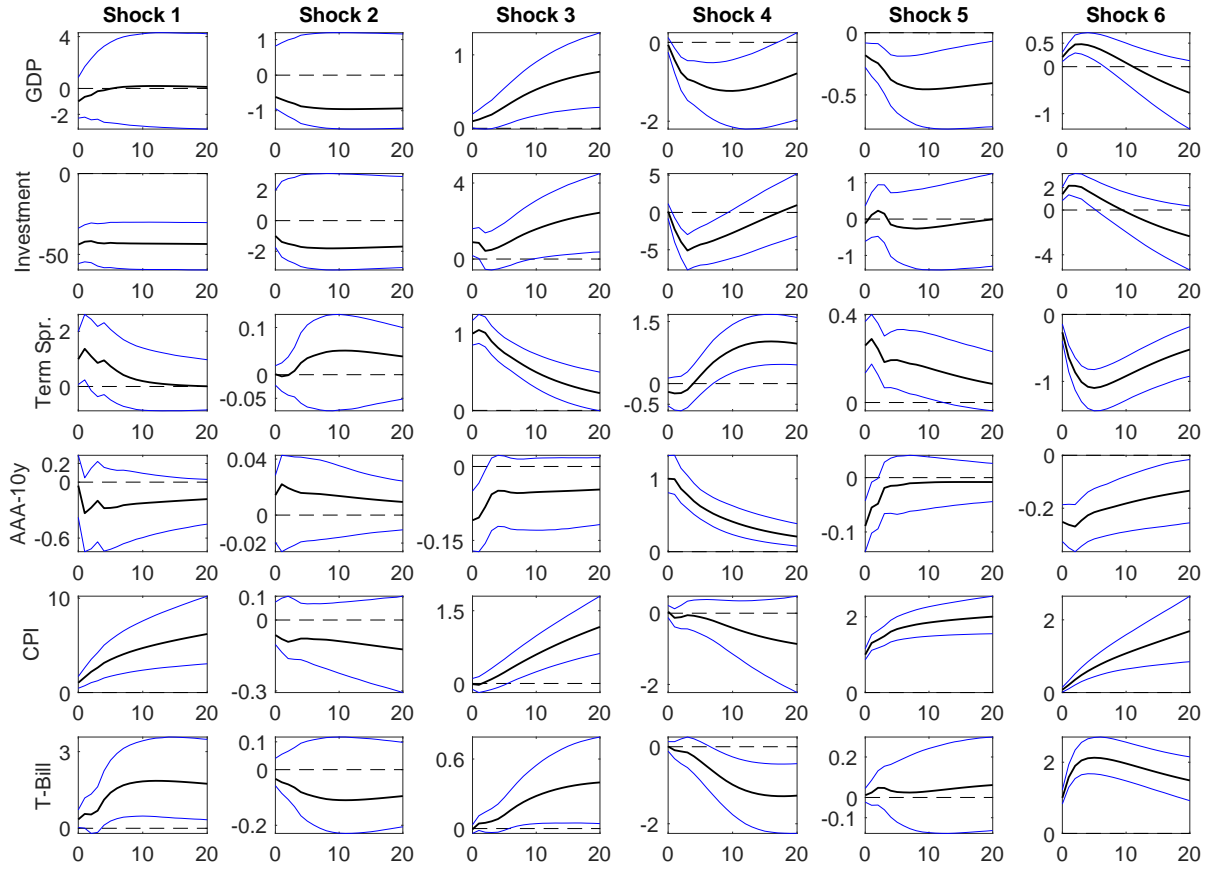 Shock 1 Shock 2 Shock 3 Shock 4 Shock 5 Shock 6
GDP
4 2 0 -2
1 0 -1
1 0
0 -2
0 -0.5
0.5 0 -1
0 10 20 0 10 20 0 10 20 0 10 20 0 10 20 0 10 20
Investment
0 -50
2 0 -2
4 2 0
0 -5
1 0 -1
2 0 -4
0 10 20 0 10 20 0 10 20 0 10 20 0 10 20 0 10 20
Term Spr.
2 0
0.1 0 -0.05
1 0
1.5 0 -0.5
0.4 0
0 -1
0 10 20 0 10 20 0 10 20 0 10 20 0 10 20 0 10 20
AAA-10y
0.2 0 -0.6
0.04 0 -0.02
0 -0.15
1 0
0 -0.1
0 -0.2
0 10 20 0 10 20 0 10 20 0 10 20 0 10 20 0 10 20
CPI
10 5 0
0.1 0 -0.3
1.5 0
0 -2
2 0
2 0
0 10 20 0 10 20 0 10 20 0 10 20 0 10 20 0 10 20
T-Bill
3 0
0.1 0 -0.2
0.6 0
0 -2
0.2 0 -0.1
2 0
0 10 20 0 10 20 0 10 20 0 10 20 0 10 20 0 10 20